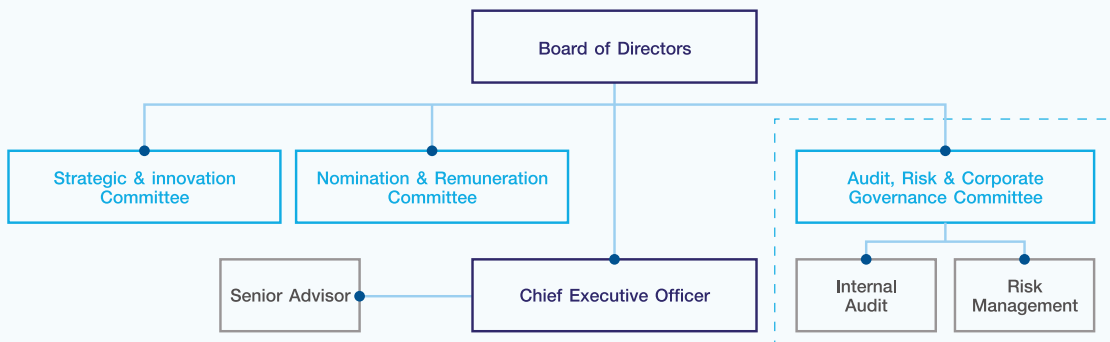 Board of Directors
Strategic & innovation
Committee
Nomination & Remuneration
Committee
Audit, Risk & Corporate
Governance Committee
Senior Advisor
Chief Executive Officer
Internal
Audit
Risk
Management